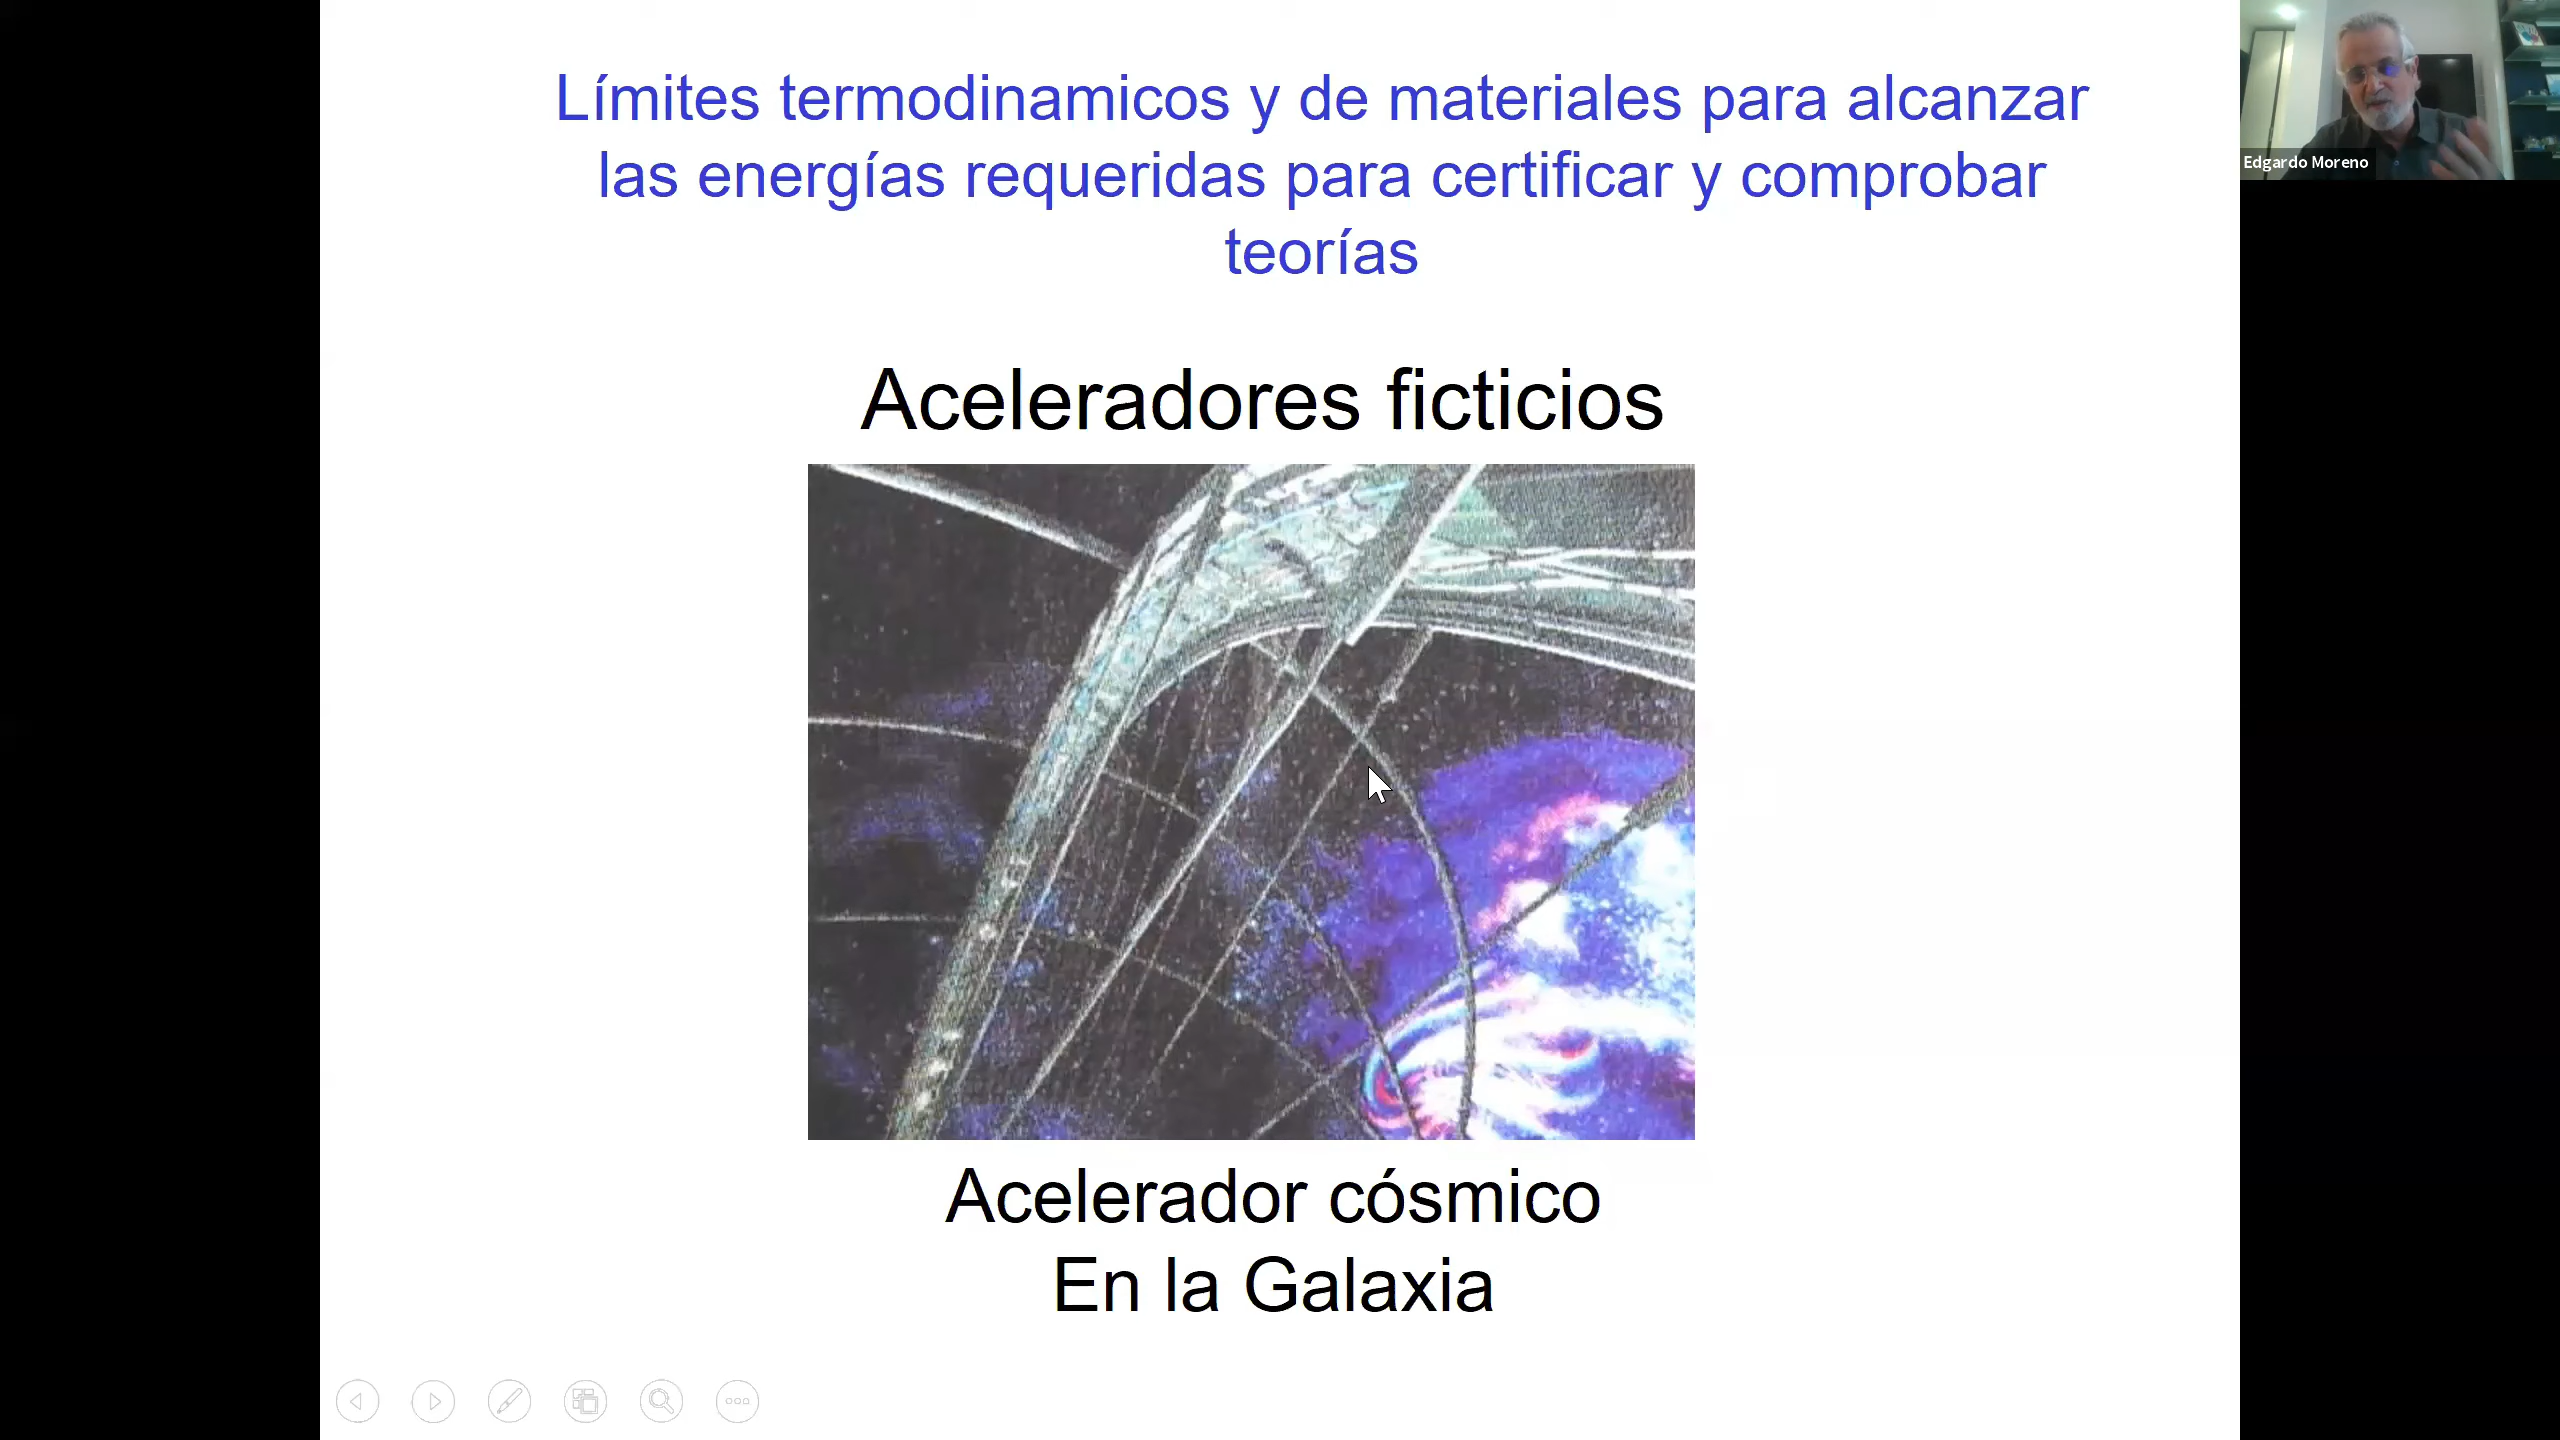 Límites termodinamicos y de materiales para alcanzar
las energías requeridas para certificar y comprobar
teorías
Edgardo Moreno
Aceleradores ficticios
Acelerador cósmico
En la Galaxia